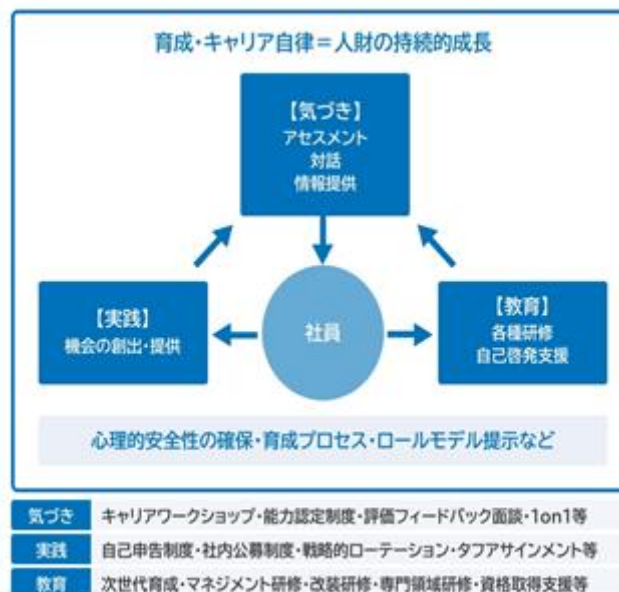 育成・キャリア自律＝人財の持続的成長
【気づき】
アセスメント
対話
情報提供
【実践】
機会の創出・提供
社員
【教育】
各種研修
自己啓発支援
心理的安全性の確保・育成プロセス・ロールモデル提示など
気づき キャリアワークショップ・能力認定制度・評価フィードバック面談・1on1等
実践 自己申告制度・社内公募制度・戦略的ローテーション・タフアサインメント等
教育 次世代育成・マネジメント研修・改装研修・専門領域研修・資格取得支援等